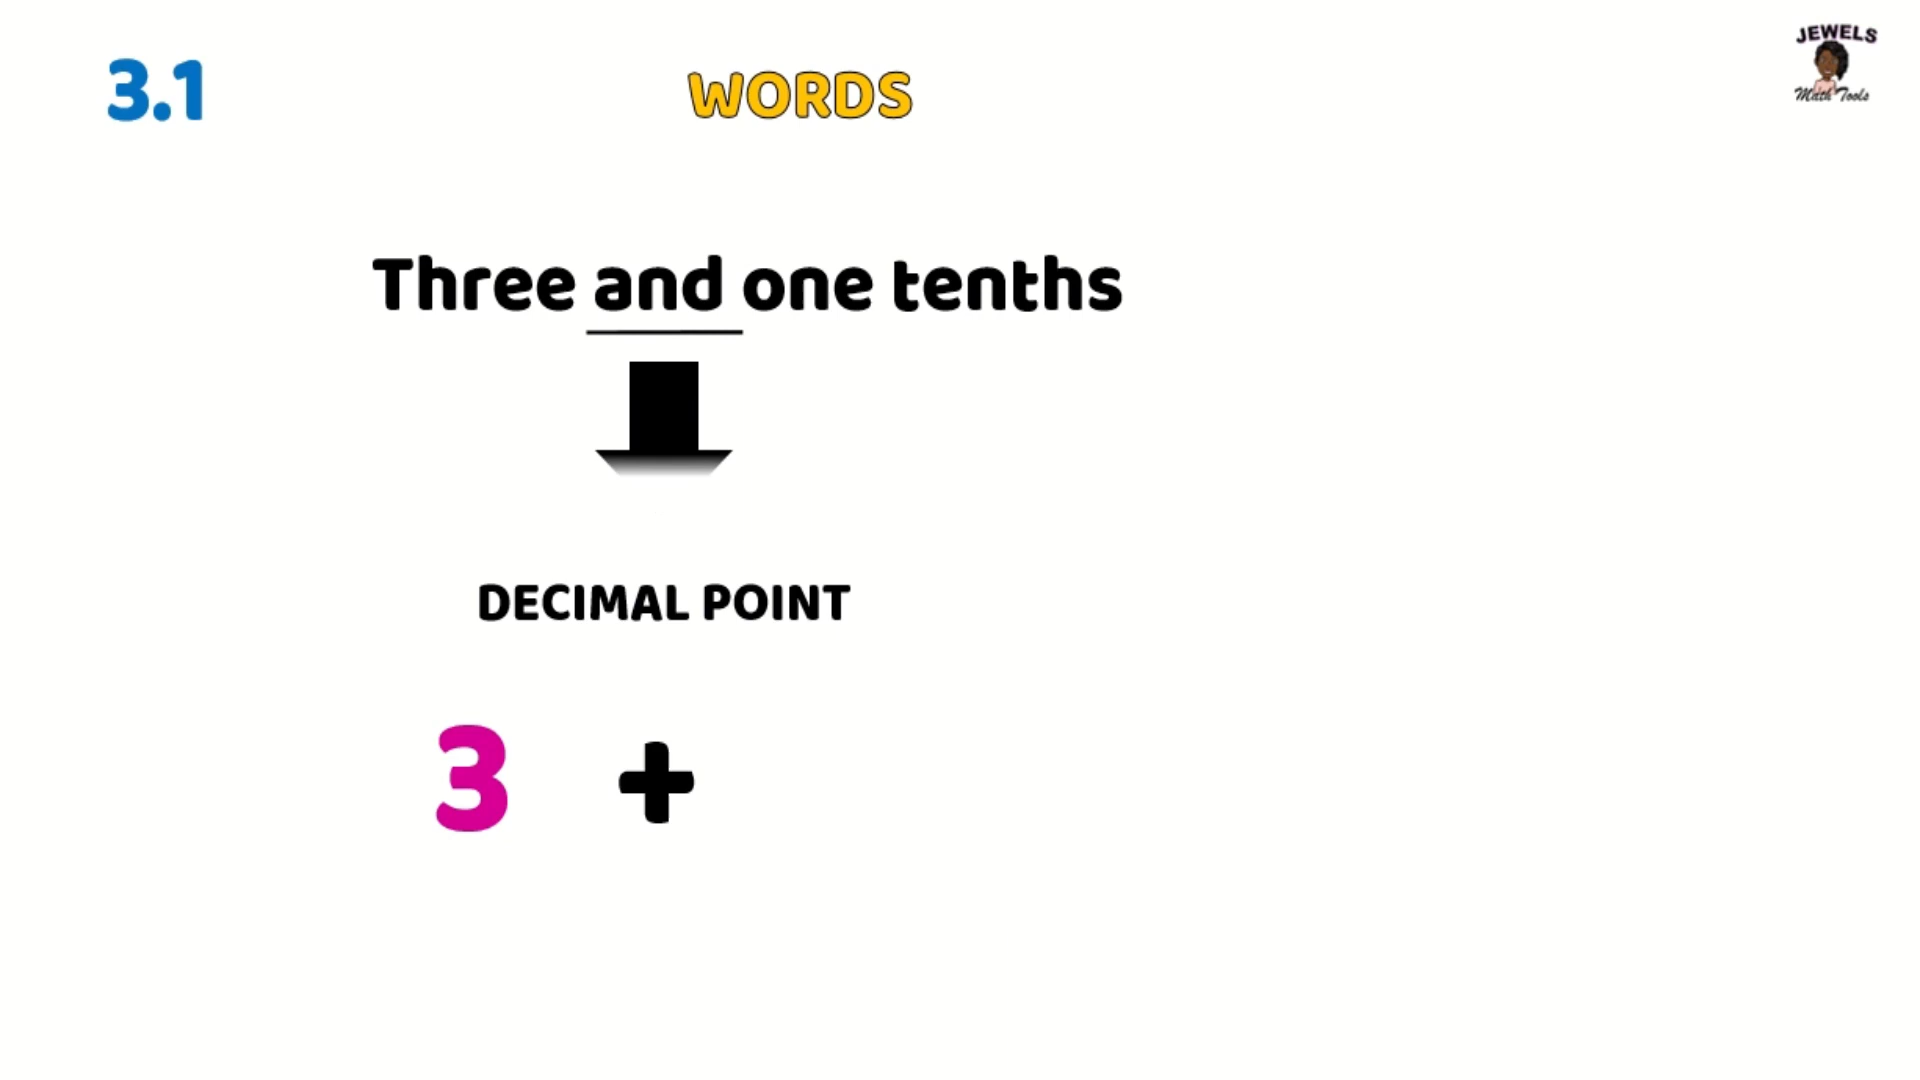 3.1
WORDS
JEWELS
Math Tools
Three and one tenths
DECIMAL POINT
3 +